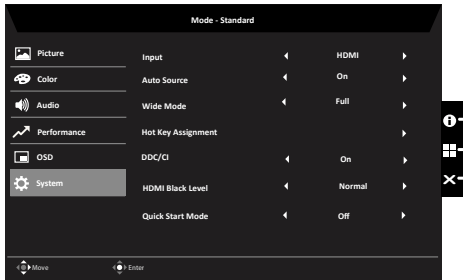 Mode - Standard
Picture
Color
Audio
Performance
OSD
System
Input HDMI
Auto Source On
Wide Mode Full
Hot Key Assignment
DDC/CI On
HDMI Black Level Normal
Quick Start Mode Off
Move Enter